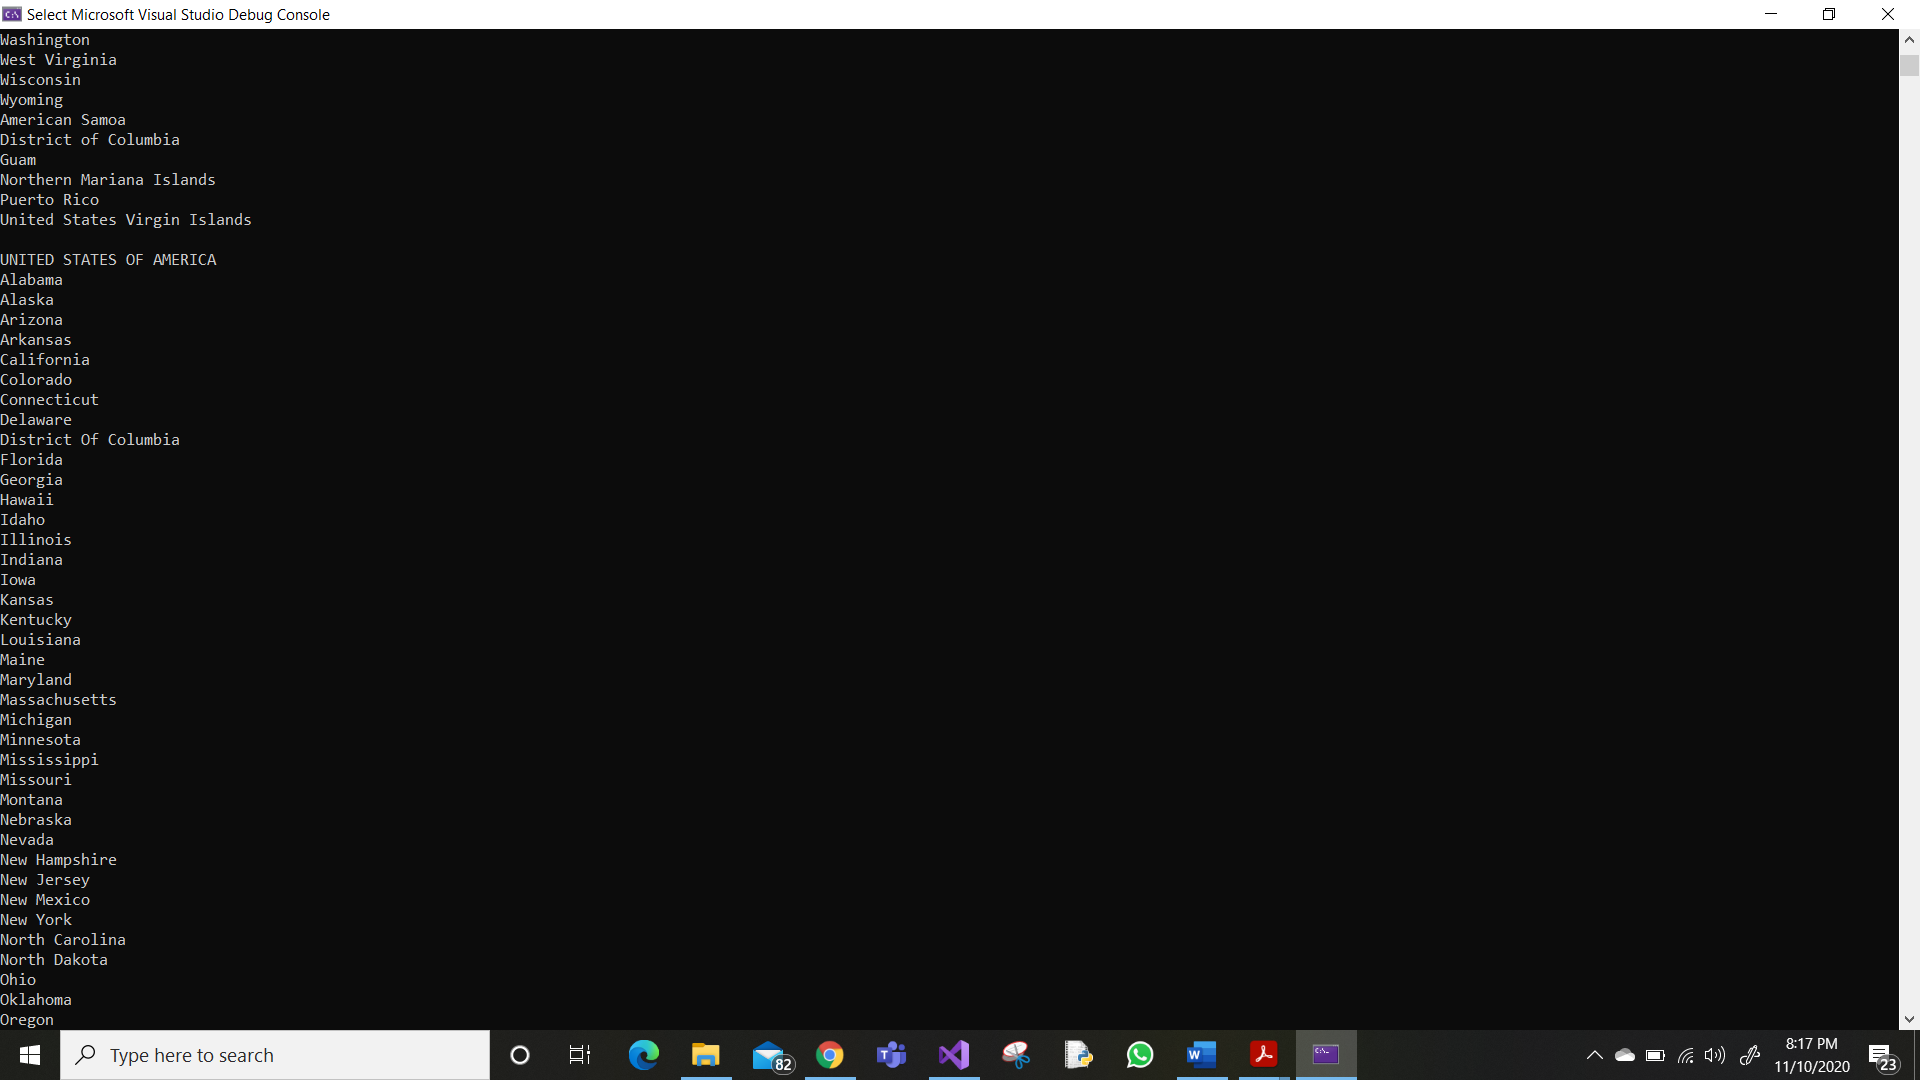 Select Microsoft Visual Studio Debug Console
Washington
West Virginia
Wisconsin
Wyoming
American Samoa
District of Columbia
Guam
Northern Mariana Islands
Puerto Rico
United States Virgin Islands
UNITED STATES OF AMERICA
Alabama
Alaska
Arizona
Arkansas
California
Colorado
Connecticut
Delaware
District Of Columbia
Florida
Georgia
Hawaii
Idaho
Illinois
Indiana
Iowa
Kansas
Kentucky
Louisiana
Maine
Maryland
Massachusetts
Michigan
Minnesota
Mississippi
Missouri
Montana
Nebraska
Nevada
New Hampshire
New Jersey
New Mexico
New York
North Carolina
North Dakota
Ohio
Oklahoma
Oregon
Type here to search
82
8:17 PM
11/10/2020
23